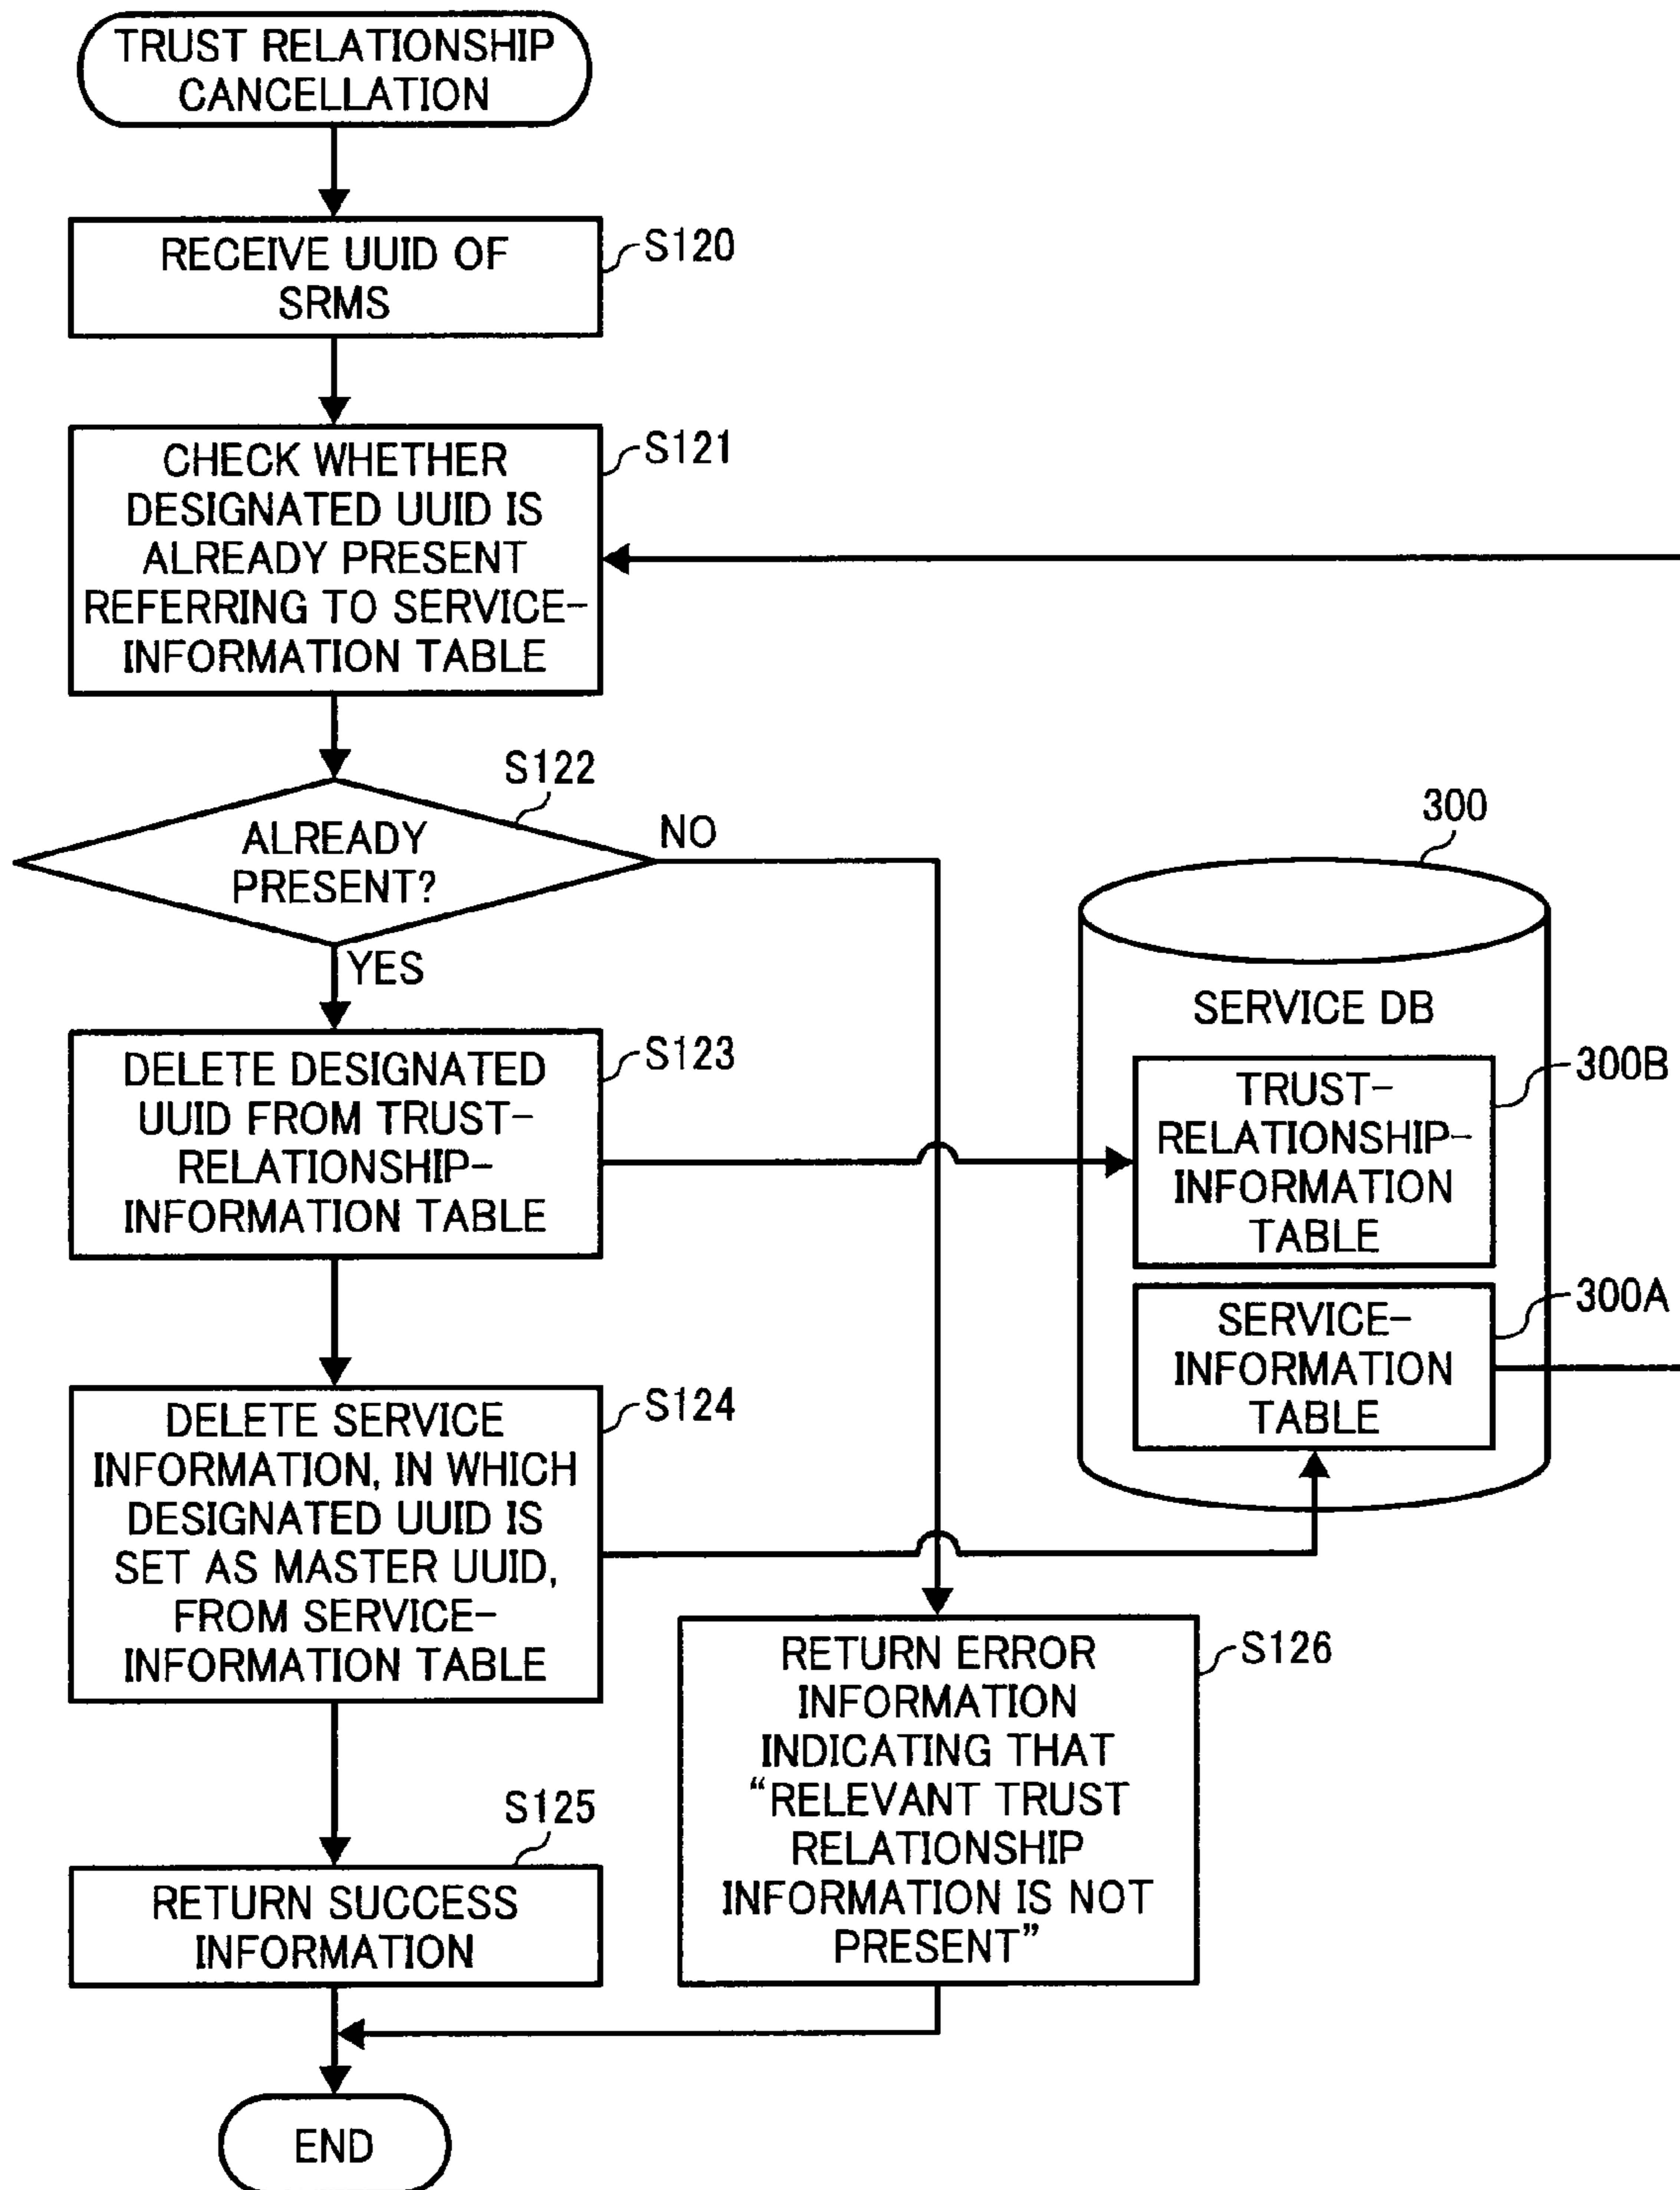 TRUST RELATIONSHIP
CANCELLATION
RECEIVE UUID OF
SRMS
S120
CHECK WHETHER
DESIGNATED UUID IS
ALREADY PRESENT
REFERRING TO SERVICE-
INFORMATION TABLE
S121
S122
ALREADY
PRESENT?
NO
YES
DELETE DESIGNATED
UUID FROM TRUST-
RELATIONSHIP-
INFORMATION TABLE
S123
DELETE SERVICE
INFORMATION, IN WHICH
DESIGNATED UUID IS
SET AS MASTER UUID,
FROM SERVICE-
INFORMATION TABLE
S124
S125
RETURN SUCCESS
INFORMATION
END
300
SERVICE DB
TRUST-
RELATIONSHIP-
INFORMATION
TABLE
300B
SERVICE-
INFORMATION
TABLE
300A
RETURN ERROR
INFORMATION
INDICATING THAT
“RELEVANT TRUST
RELATIONSHIP
INFORMATION IS NOT
PRESENT”
S126